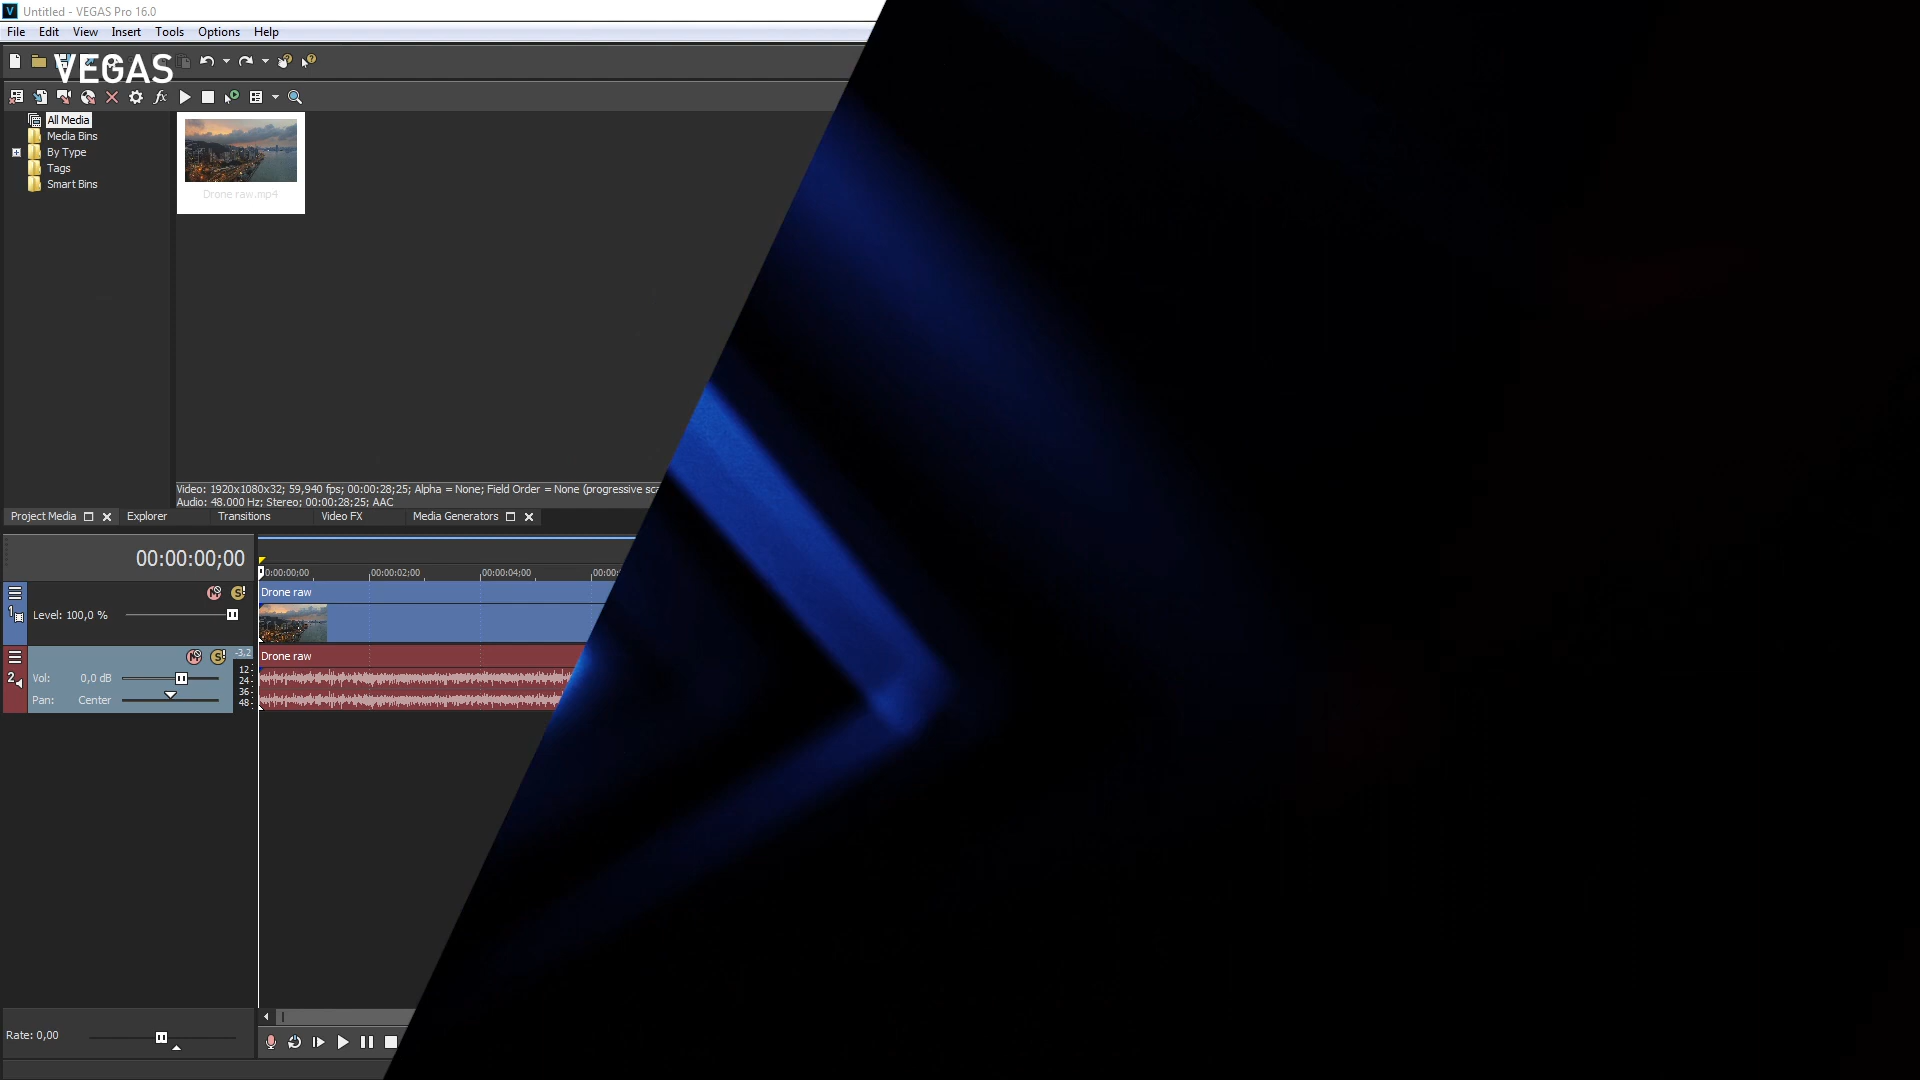 Untitled - VEGAS Pro 16.0
File Edit View Insert Tools Options Help
VEGAS
All Media
Media Bins
By Type
Tags
Smart Bins
Drone raw.mp4
Video: 1920x1080x32; 59,940 fps; 00:00:28;25; Alpha = None; Field Order = None (progressive sca
Audio: 48.000 Hz; Stereo; 00:00:28;25; AAC
Project Media Explorer Transitions Video FX Media Generators
00:00:00;00
0:00:00;00 00:00:02;00 00:00:04;00 00:00:
1
Level: 100,0 %
M S
Drone raw
2
M S
-3,2
Vol: 0,0 dB
Pan: Center
12
24
36
48
Drone raw
Rate: 0,00